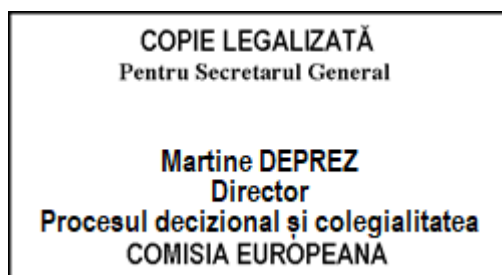 COPIE LEGALIZATĂ
Pentru Secretarul General
Martine DEPREZ
Director
Procesul decizional și colegialitatea
COMISIA EUROPEANA